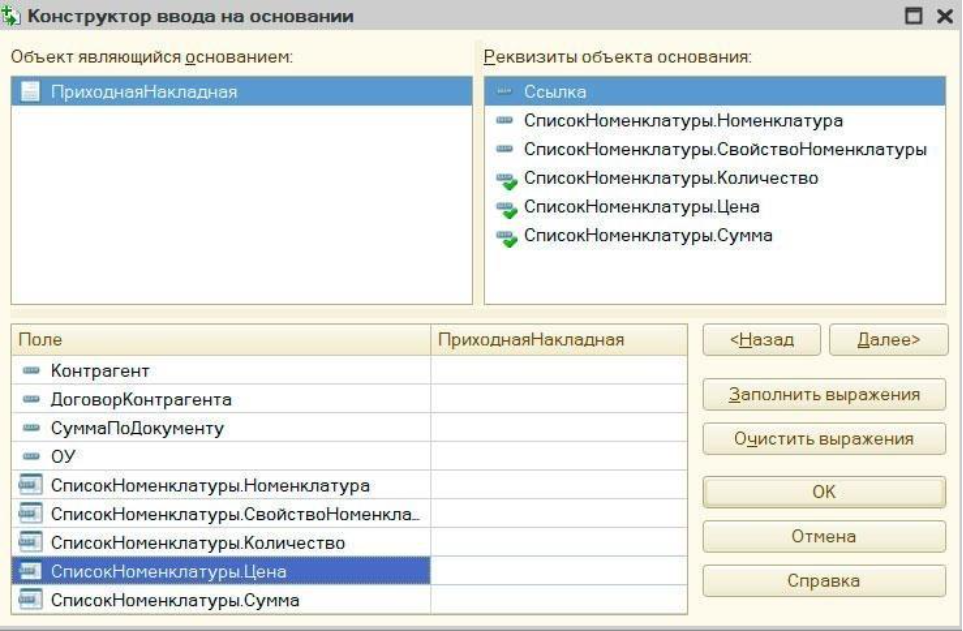 Конструктор ввода на основании
Объект являющийся основанием:
Реквизиты объекта основания:
ПриходнаяНакладная
Ссылка
СписокНоменклатуры.Номенклатура
СписокНоменклатуры.СвойствоНоменклатуры
СписокНоменклатуры.Количество
СписокНоменклатуры.Цена
СписокНоменклатуры.Сумма
Поле
ПриходнаяНакладная
Контрагент
ДоговорКонтрагента
СуммаПоДокументу
ОУ
СписокНоменклатуры.Номенклатура
СписокНоменклатуры.СвойствоНоменкла...
СписокНоменклатуры.Количество
СписокНоменклатуры.Цена
СписокНоменклатуры.Сумма
<Назад
Далее>
Заполнить выражения
Очистить выражения
ОК
Отмена
Справка